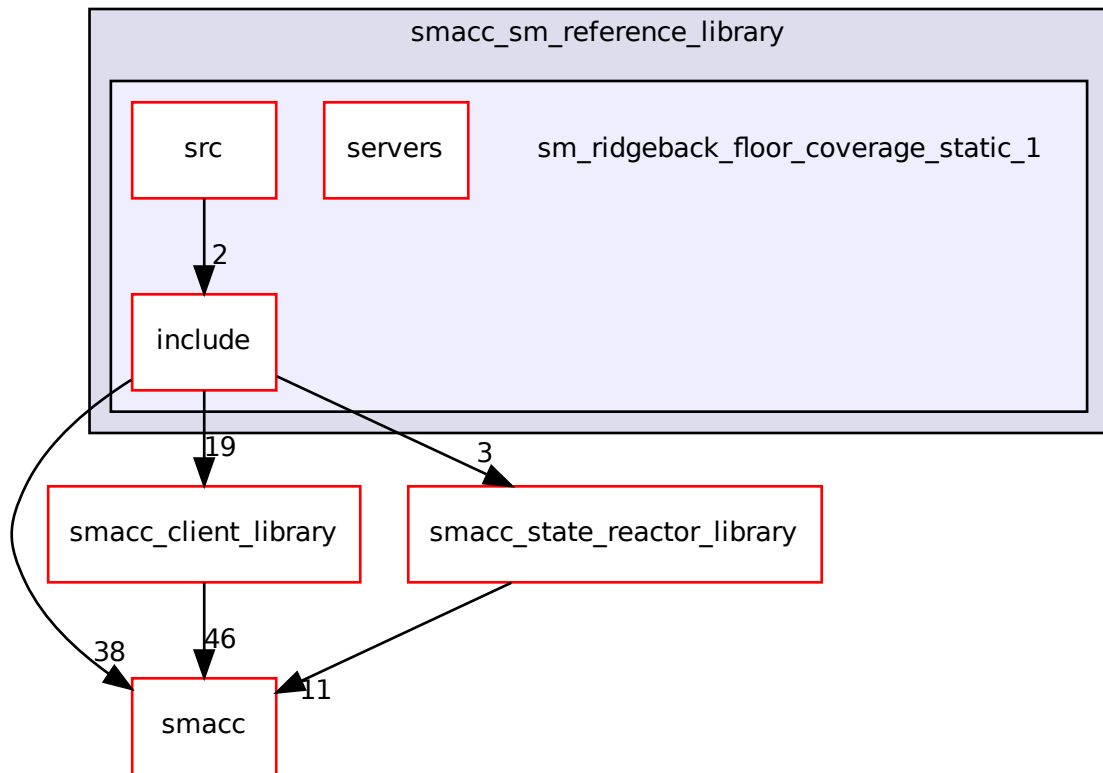 smacc_sm_reference_library
src
servers
sm_ridgeback_floor_coverage_static_1
2
include
19
3
smacc_client_library
smacc_state_reactor_library
38
46
11
smacc